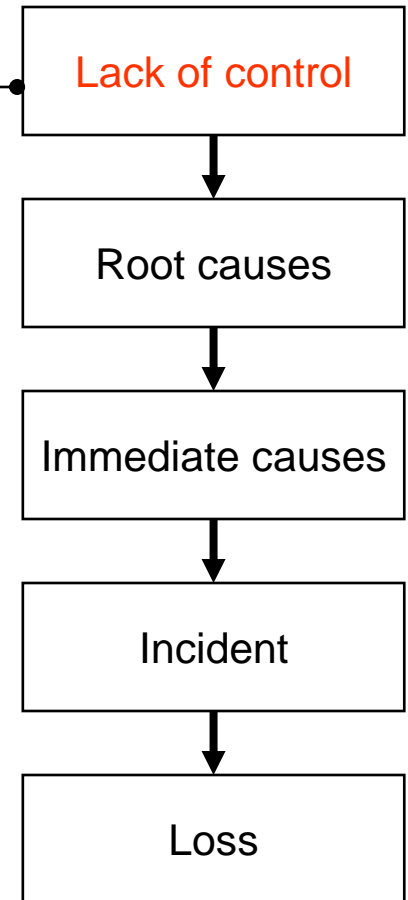 Lack of control
Root causes
Immediate causes
Incident
Loss